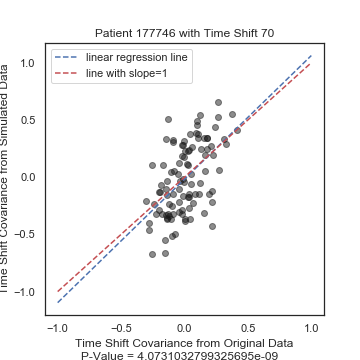 Patient 177746 with Time Shift 70
linear regression line
line with slope=1
Time Shift Covariance from Simulated Data
1.0
0.5
0.0
−0.5
−1.0
−1.0
−0.5
0.0
0.5
1.0
Time Shift Covariance from Original Data
P-Value = 4.0731032799325695e-09